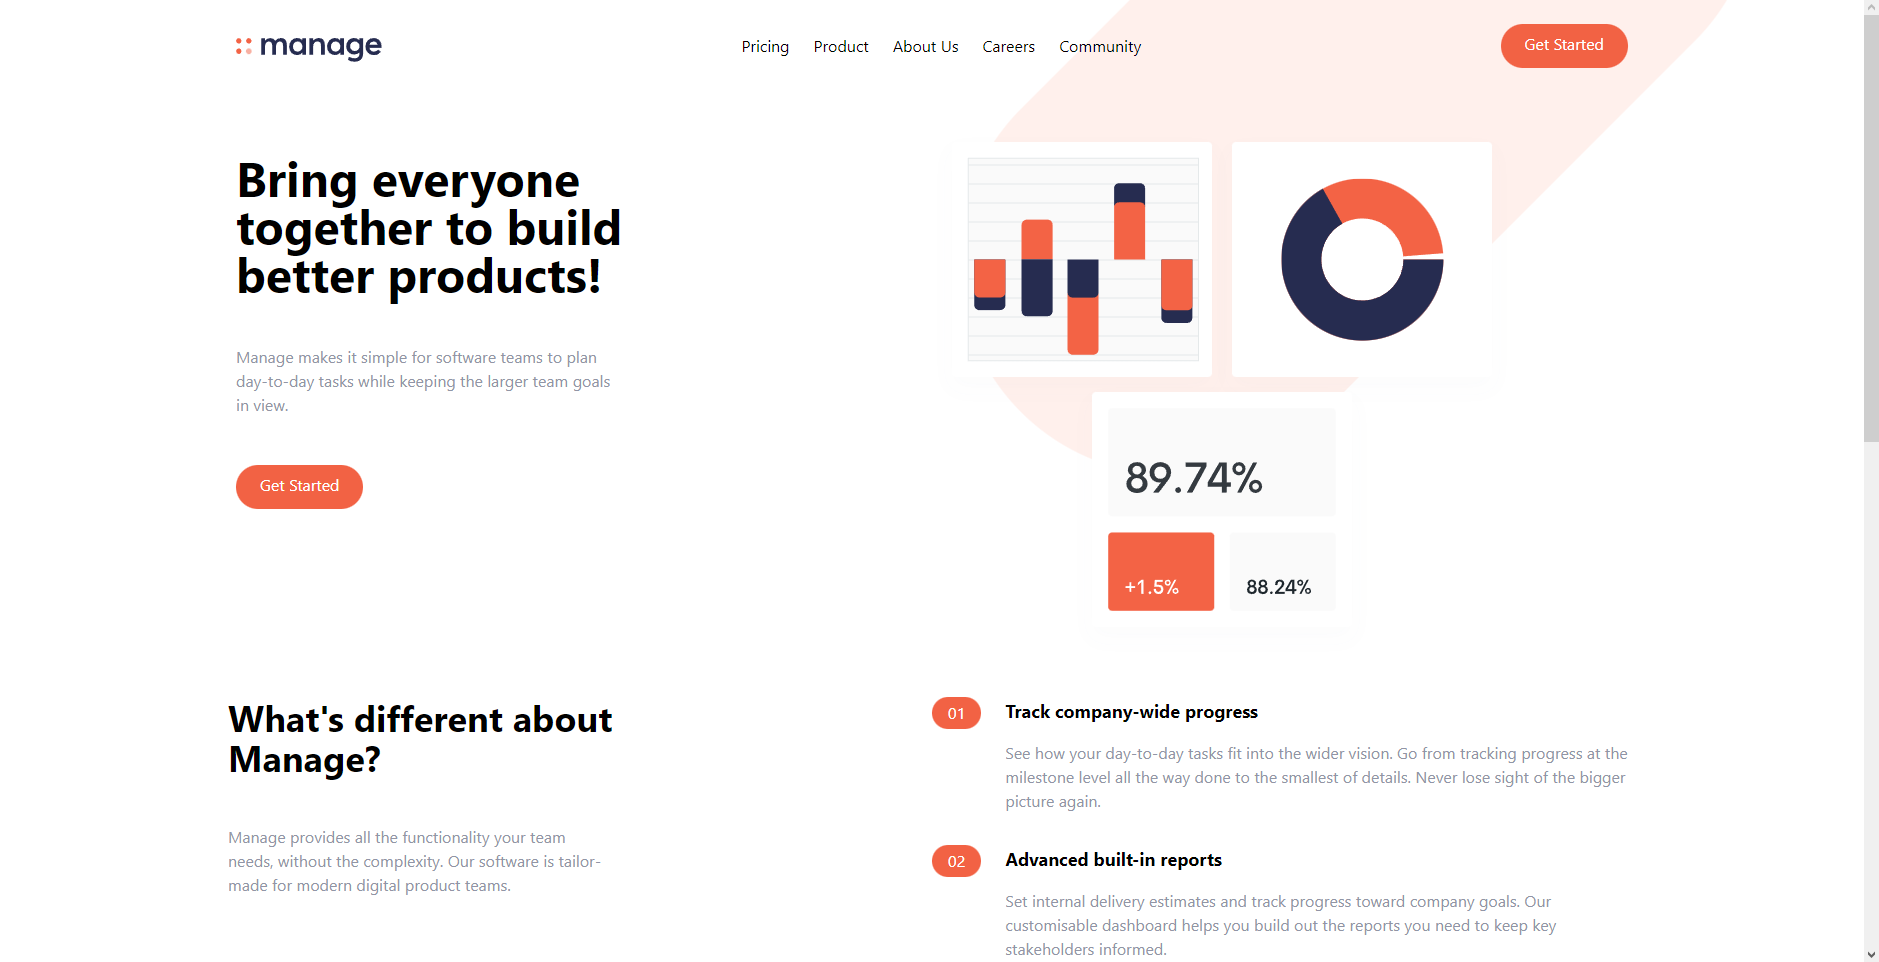 manage
Pricing Product About Us Careers Community
Get Started
Bring everyone
together to build
better products!
Manage makes it simple for software teams to plan
day-to-day tasks while keeping the larger team goals
in view.
Get Started
89.74%
+1.5%
88.24%
What's different about
Manage?
Manage provides all the functionality your team
needs, without the complexity. Our software is tailor-
made for modern digital product teams.
01
Track company-wide progress
See how your day-to-day tasks fit into the wider vision. Go from tracking progress at the
milestone level all the way done to the smallest of details. Never lose sight of the bigger
picture again.
02
Advanced built-in reports
Set internal delivery estimates and track progress toward company goals. Our
customisable dashboard helps you build out the reports you need to keep key
stakeholders informed.